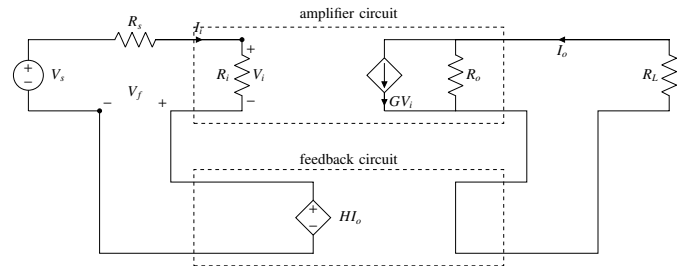 amplifier circuit
R_s
I_i
+
+
−
V_s
R_i
V_i
−
GV_i
R_o
I_o
R_L
−
V_f
+
feedback circuit
+
−
HI_o